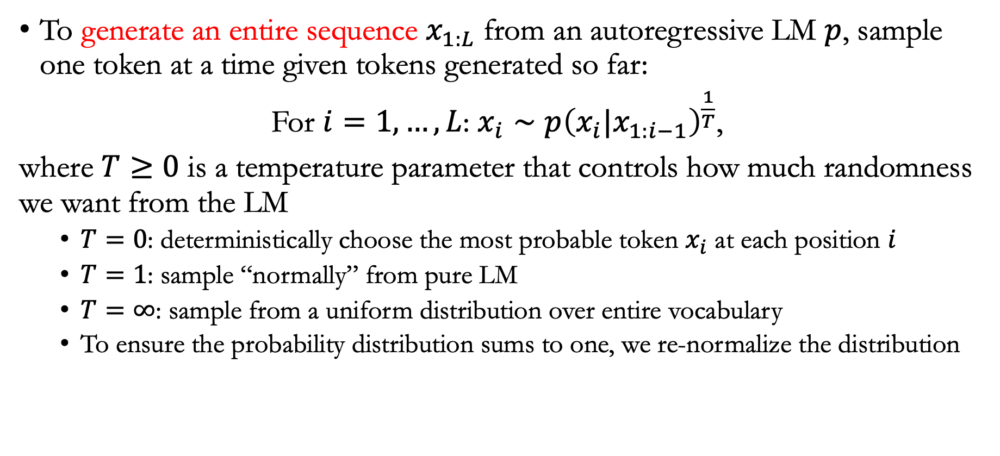 • To generate an entire sequence $x_{1:L}$ from an autoregressive LM $p$, sample
one token at a time given tokens generated so far:
For $i = 1, \ldots, L$: $x_i \sim p(x_i|x_{1:i-1})^{\frac{1}{T}}$,
where $T \geq 0$ is a temperature parameter that controls how much randomness
we want from the LM
• $T = 0$: deterministically choose the most probable token $x_i$ at each position $i$
• $T = 1$: sample “normally” from pure LM
• $T = \infty$: sample from a uniform distribution over entire vocabulary
• To ensure the probability distribution sums to one, we re-normalize the distribution